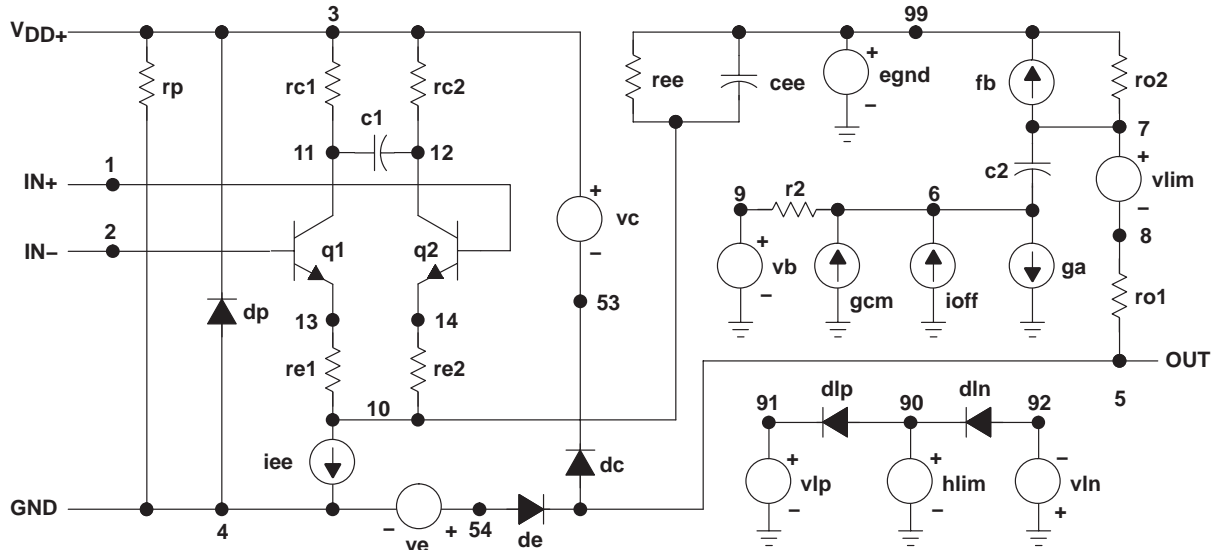 3
99
VDD+
rp
rc1
rc2
ree
cee
egnd
+
−
fb
ro2
c1
11
12
7
1
IN+
2
IN−
q1
q2
+
vc
−
53
c2
+
vlim
−
8
9
r2
6
+
vb
−
gcm
ioff
ga
ro1
dp
13
14
re1
re2
10
OUT
5
iee
dc
91
dlp
90
dln
92
+
vlp
−
+
hlim
−
−
vln
+
GND
4
−
ve
+
54
de